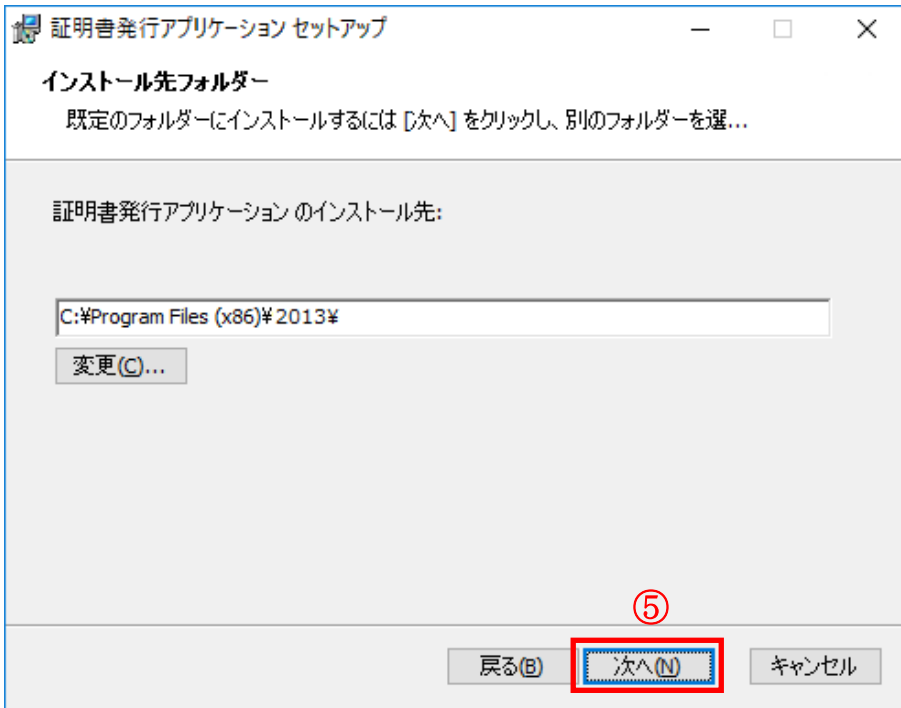 証明書発行アプリケーション セットアップ
インストール先フォルダー
既定のフォルダーにインストールするには [次へ] をクリックし、別のフォルダーを選...
証明書発行アプリケーション のインストール先:
C:¥Program Files (x86)¥2013¥
変更(C)...
⑤
戻る(B) 次へ(N) キャンセル